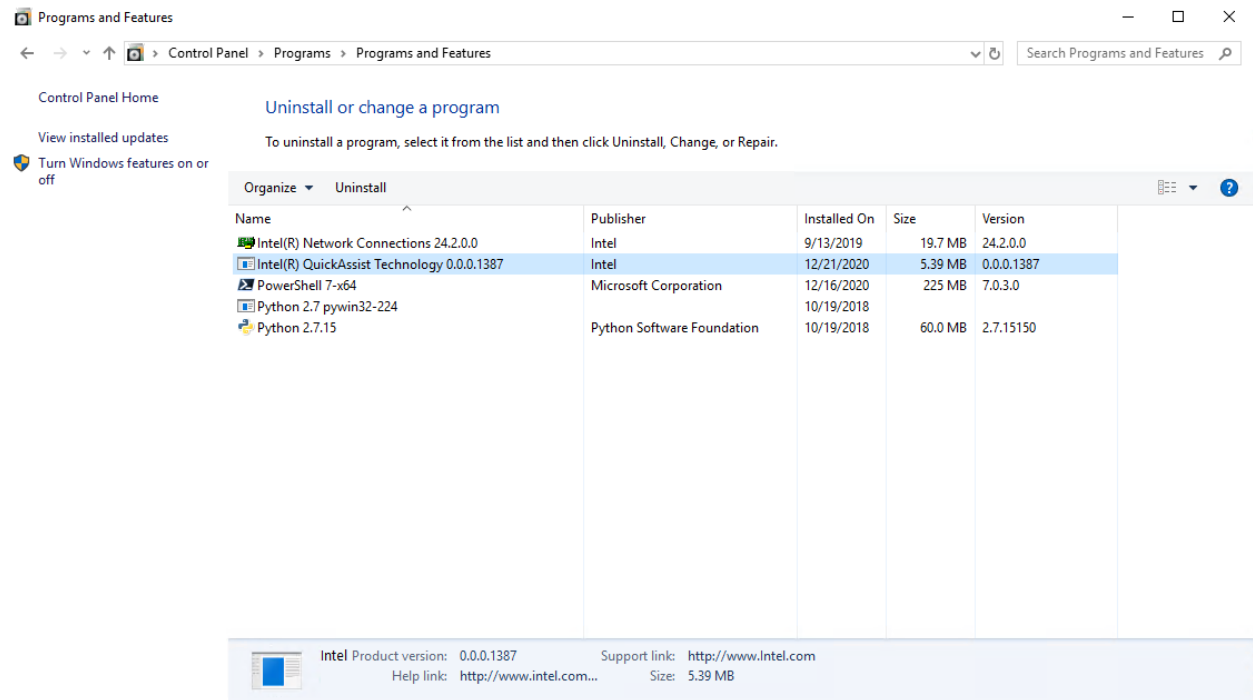 Programs and Features
Control Panel > Programs > Programs and Features
Search Programs and Features
Control Panel Home
View installed updates
Turn Windows features on or
off
Uninstall or change a program
To uninstall a program, select it from the list and then click Uninstall, Change, or Repair.
Organize Uninstall ?
Name Publisher Installed On Size Version
Intel(R) Network Connections 24.2.0.0 Intel 9/13/2019 19.7 MB 24.2.0.0
Intel(R) QuickAssist Technology 0.0.0.1387 Intel 12/21/2020 5.39 MB 0.0.0.1387
PowerShell 7-x64 Microsoft Corporation 12/16/2020 225 MB 7.0.3.0
Python 2.7 pywin32-224 10/19/2018
Python 2.7.15 Python Software Foundation 10/19/2018 60.0 MB 2.7.15150
Intel Product version: 0.0.0.1387 Support link: http://www.Intel.com
Help link: http://www.intel.com... Size: 5.39 MB